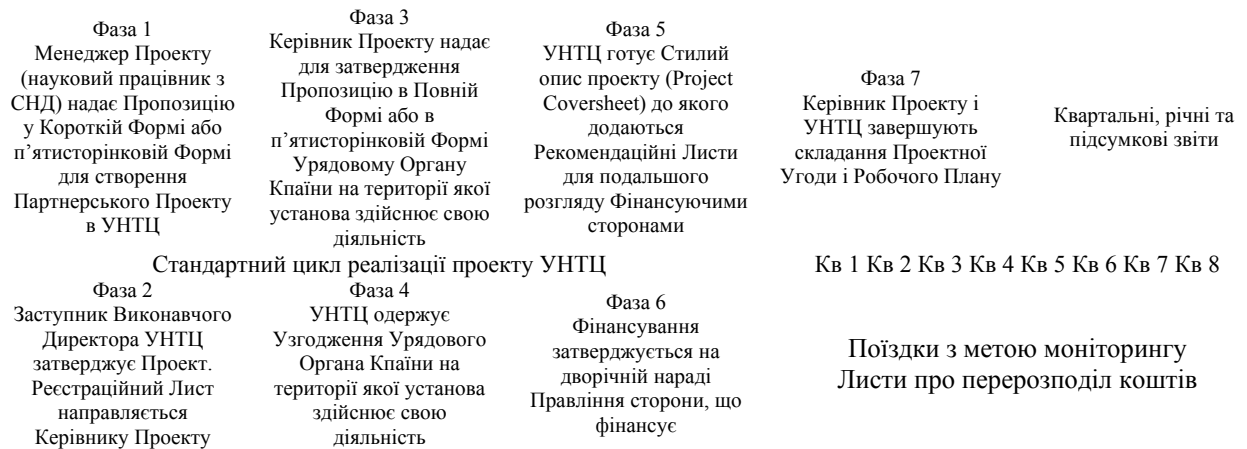 Фаза 1
Менеджер Проекту
(науковий працівник з
СНД) надає Пропозицію
у Короткій Формі або
п’ятисторінковій Формі
для створення
Партнерського Проекту
в УНТЦ
Фаза 3
Керівник Проекту надає
для затвердження
Пропозицію в Повній
Формі або в
п’ятисторінковій Формі
Урядовому Органу
Кпаїни на території якої
установа здійснює свою
діяльність
Фаза 5
УНТЦ готує Стилий
опис проекту (Project
Coversheet) до якого
додаються
Рекомендаційні Листи
для подальшого
розгляду Фінансуючими
сторонами
Фаза 7
Керівник Проекту і
УНТЦ завершують
складання Проектної
Угоди і Робочого Плану
Квартальні, річні та
підсумкові звіти
Стандартний цикл реалізації проекту УНТЦ
Кв 1 Кв 2 Кв 3 Кв 4 Кв 5 Кв 6 Кв 7 Кв 8
Фаза 2
Заступник Виконавчого
Директора УНТЦ
затверджує Проект.
Реєстраційний Лист
направляється
Керівнику Проекту
Фаза 4
УНТЦ одержує
Узгодження Урядового
Органа Кпаїни на
території якої установа
здійснює свою
діяльність
Фаза 6
Фінансування
затверджується на
дворічній нараді
Правління сторони, що
фінансує
Поїздки з метою моніторингу
Листи про перерозподіл коштів